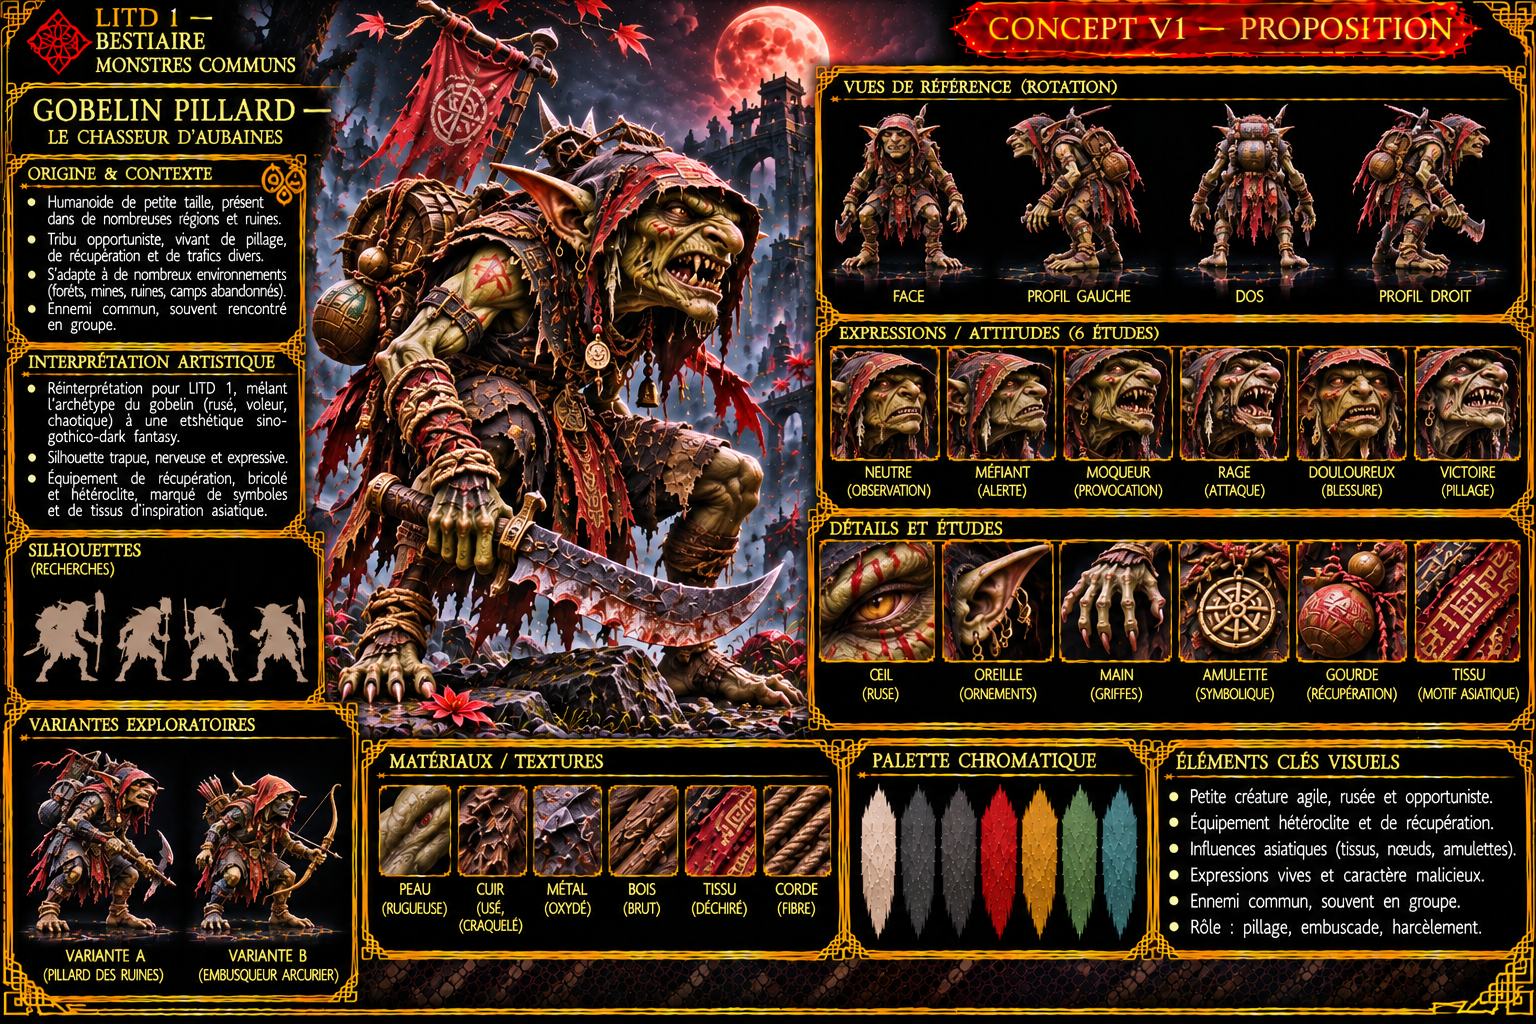 LITD 1 —
BESTIAIRE
MONSTRES COMMUNS
CONCEPT V1 — PROPOSITION
GOBELIN PILLARD —
LE CHASSEUR D'AUBAINES
ORIGINE & CONTEXTE
Humanoide de petite taille, présent
dans de nombreuses régions et ruines.
Tribu opportuniste, vivant de pillage,
de récupération et de trafics divers.
S'adapte à de nombreux environnements
(forêts, mines, ruines, camps abandonnés).
Ennemi commun, souvent rencontré
en groupe.
INTERPRÉTATION ARTISTIQUE
Réinterprétation pour LITD 1, mêlant
l'archétype du gobelin (rusé, voleur,
chaotique) à une etshétique sino-
gothico-dark fantasy.
Silhouette trapue, nerveuse et expressive.
Équipement de récupération, bricolé
et hétéroclite, marqué de symboles
et de tissus d'inspiration asiatique.
SILHOUETTES
(RECHERCHES)
VARIANTES EXPLORATOIRES
VARIANTE A
(PILLARD DES RUINES)
VARIANTE B
(EMBUSQUEUR ARCURIER)
VUES DE RÉFÉRENCE (ROTATION)
FACE
PROFIL GAUCHE
DOS
PROFIL DROIT
EXPRESSIONS / ATTITUDES (6 ÉTUDES)
NEUTRE
(OBSERVATION)
MÉFIANT
(ALERTE)
MOQUEUR
(PROVOCATION)
RAGE
(ATTAQUE)
DOULOUREUX
(BLESSURE)
VICTOIRE
(PILLAGE)
DÉTAILS ET ÉTUDES
ŒIL
(RUSE)
OREILLE
(ORNEMENTS)
MAIN
(GRIFFES)
AMULETTE
(SYMBOLIQUE)
GOURDE
(RÉCUPÉRATION)
TISSU
(MOTIF ASIATIQUE)
MATÉRIAUX / TEXTURES
PEAU
(RUGUEUSE)
CUIR
(USÉ,
CRAQUELÉ)
MÉTAL
(OXYDÉ)
BOIS
(BRUT)
TISSU
(DÉCHIRÉ)
CORDE
(FIBRE)
PALETTE CHROMATIQUE
ÉLÉMENTS CLÉS VISUELS
Petite créature agile, rusée et opportuniste.
Équipement hétéroclite et de récupération.
Influences asiatiques (tissus, nœuds, amulettes).
Expressions vives et caractère malicieux.
Ennemi commun, souvent en groupe.
Rôle : pillage, embuscade, harcèlement.